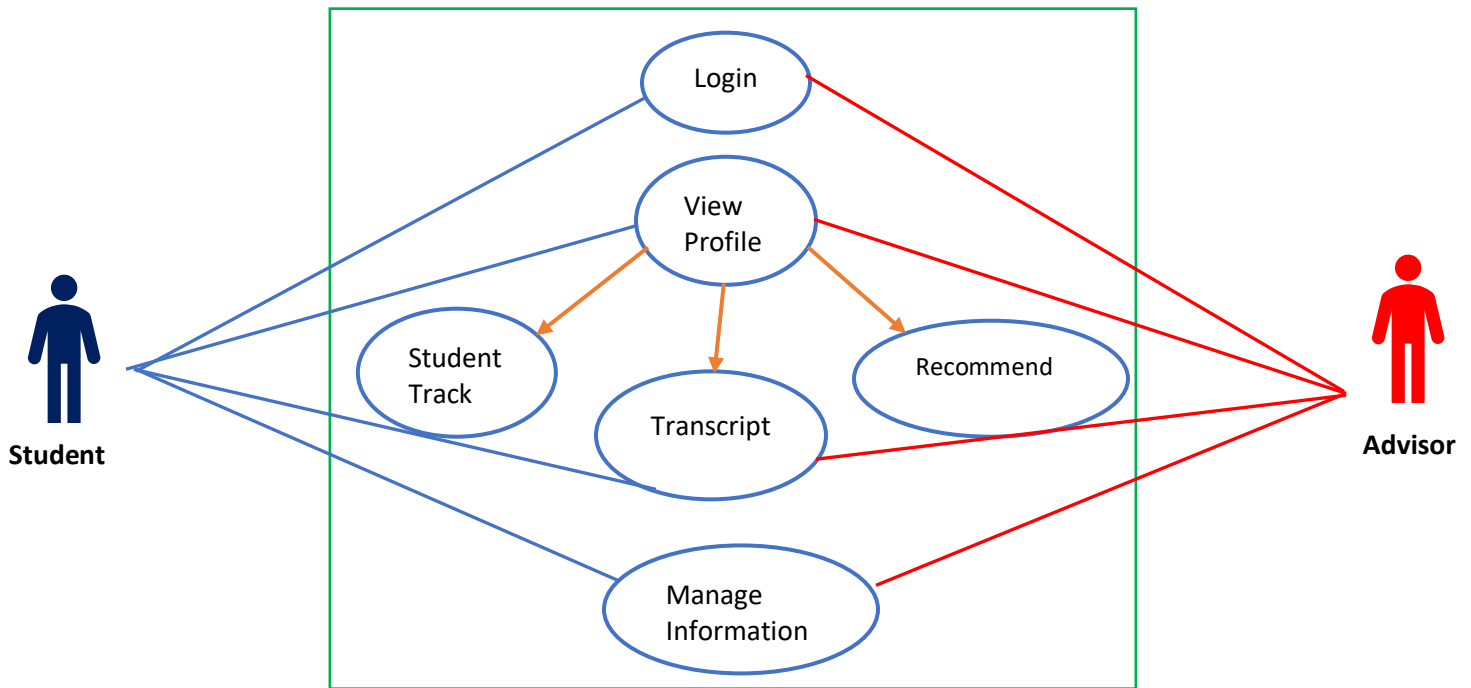 Login
View
Profile
Student
Track
Recommend
Transcript
Student
Advisor
Manage
Information